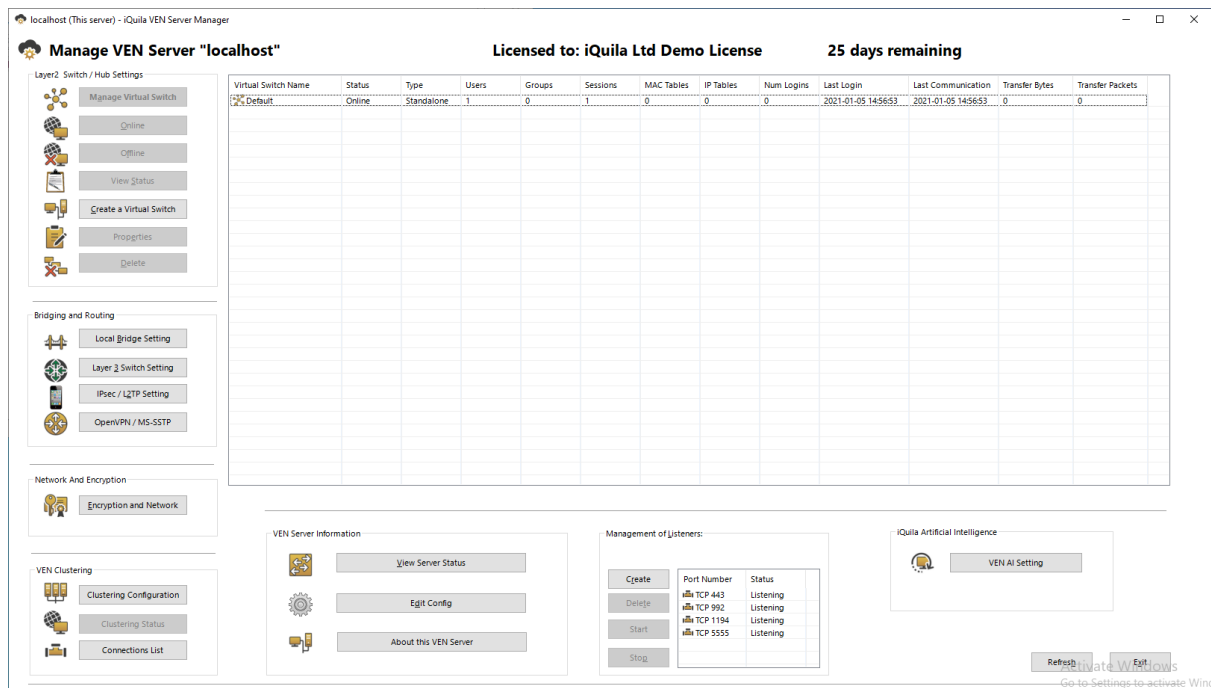 localhost (This server) - iQuila VEN Server Manager
Manage VEN Server "localhost" Licensed to: iQuila Ltd Demo License 25 days remaining
Layer2 Switch / Hub Settings
Manage Virtual Switch
Online
Offline
View Status
Create a Virtual Switch
Properties
Delete
Virtual Switch Name Status Type Users Groups Sessions MAC Tables IP Tables Num Logins Last Login Last Communication Transfer Bytes Transfer Packets
Default Online Standalone 1 0 1 0 0 0 2021-01-05 14:56:53 2021-01-05 14:56:53 0 0
Bridging and Routing
Local Bridge Setting
Layer 3 Switch Setting
IPsec / L2TP Setting
OpenVPN / MS-SSTP
Network And Encryption
Encryption and Network
VEN Clustering
Clustering Configuration
Clustering Status
Connections List
VEN Server Information
View Server Status
Edit Config
About this VEN Server
Management of Listeners:
Create
Delete
Start
Stop
Port Number Status
TCP 443 Listening
TCP 992 Listening
TCP 1194 Listening
TCP 5555 Listening
iQuila Artificial Intelligence
VEN AI Setting
Refresh Exit
Activate Windows
Go to Settings to activate Win